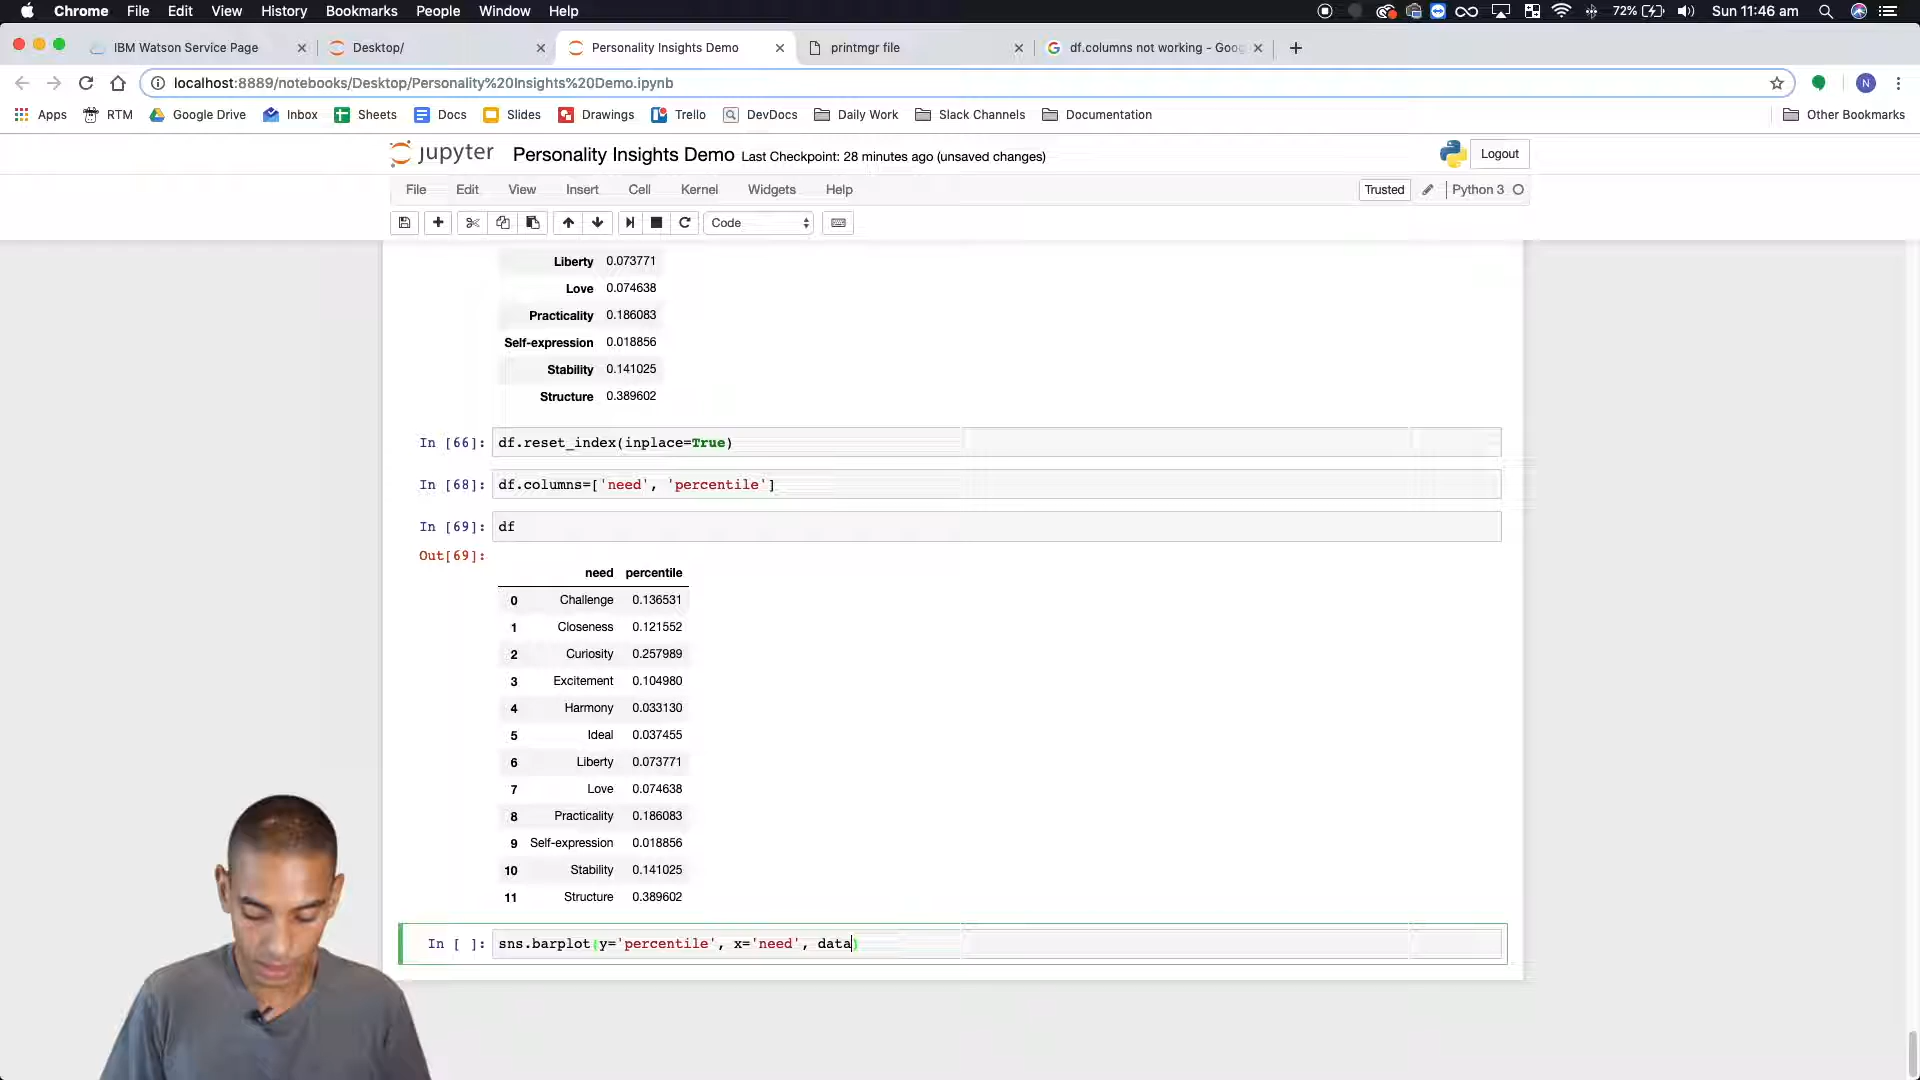 Chrome File Edit View History Bookmarks People Window Help 72% Sun 11:46 am
IBM Watson Service Page Desktop/ Personality Insights Demo printmgr file df.columns not working - Goog
localhost:8889/notebooks/Desktop/Personality%20Insights%20Demo.ipynb N
Apps RTM Google Drive Inbox Sheets Docs Slides Drawings Trello DevDocs Daily Work Slack Channels Documentation Other Bookmarks
jupyter Personality Insights Demo Last Checkpoint: 28 minutes ago (unsaved changes) Logout
File Edit View Insert Cell Kernel Widgets Help Trusted Python 3
Code
Liberty 0.073771
Love 0.074638
Practicality 0.186083
Self-expression 0.018856
Stability 0.141025
Structure 0.389602
In [66]: df.reset_index(inplace=True)
In [68]: df.columns=['need', 'percentile']
In [69]: df
Out[69]:
need percentile
0 Challenge 0.136531
1 Closeness 0.121552
2 Curiosity 0.257989
3 Excitement 0.104980
4 Harmony 0.033130
5 Ideal 0.037455
6 Liberty 0.073771
7 Love 0.074638
8 Practicality 0.186083
9 Self-expression 0.018856
10 Stability 0.141025
11 Structure 0.389602
In [ ]: sns.barplot(y='percentile', x='need', data)